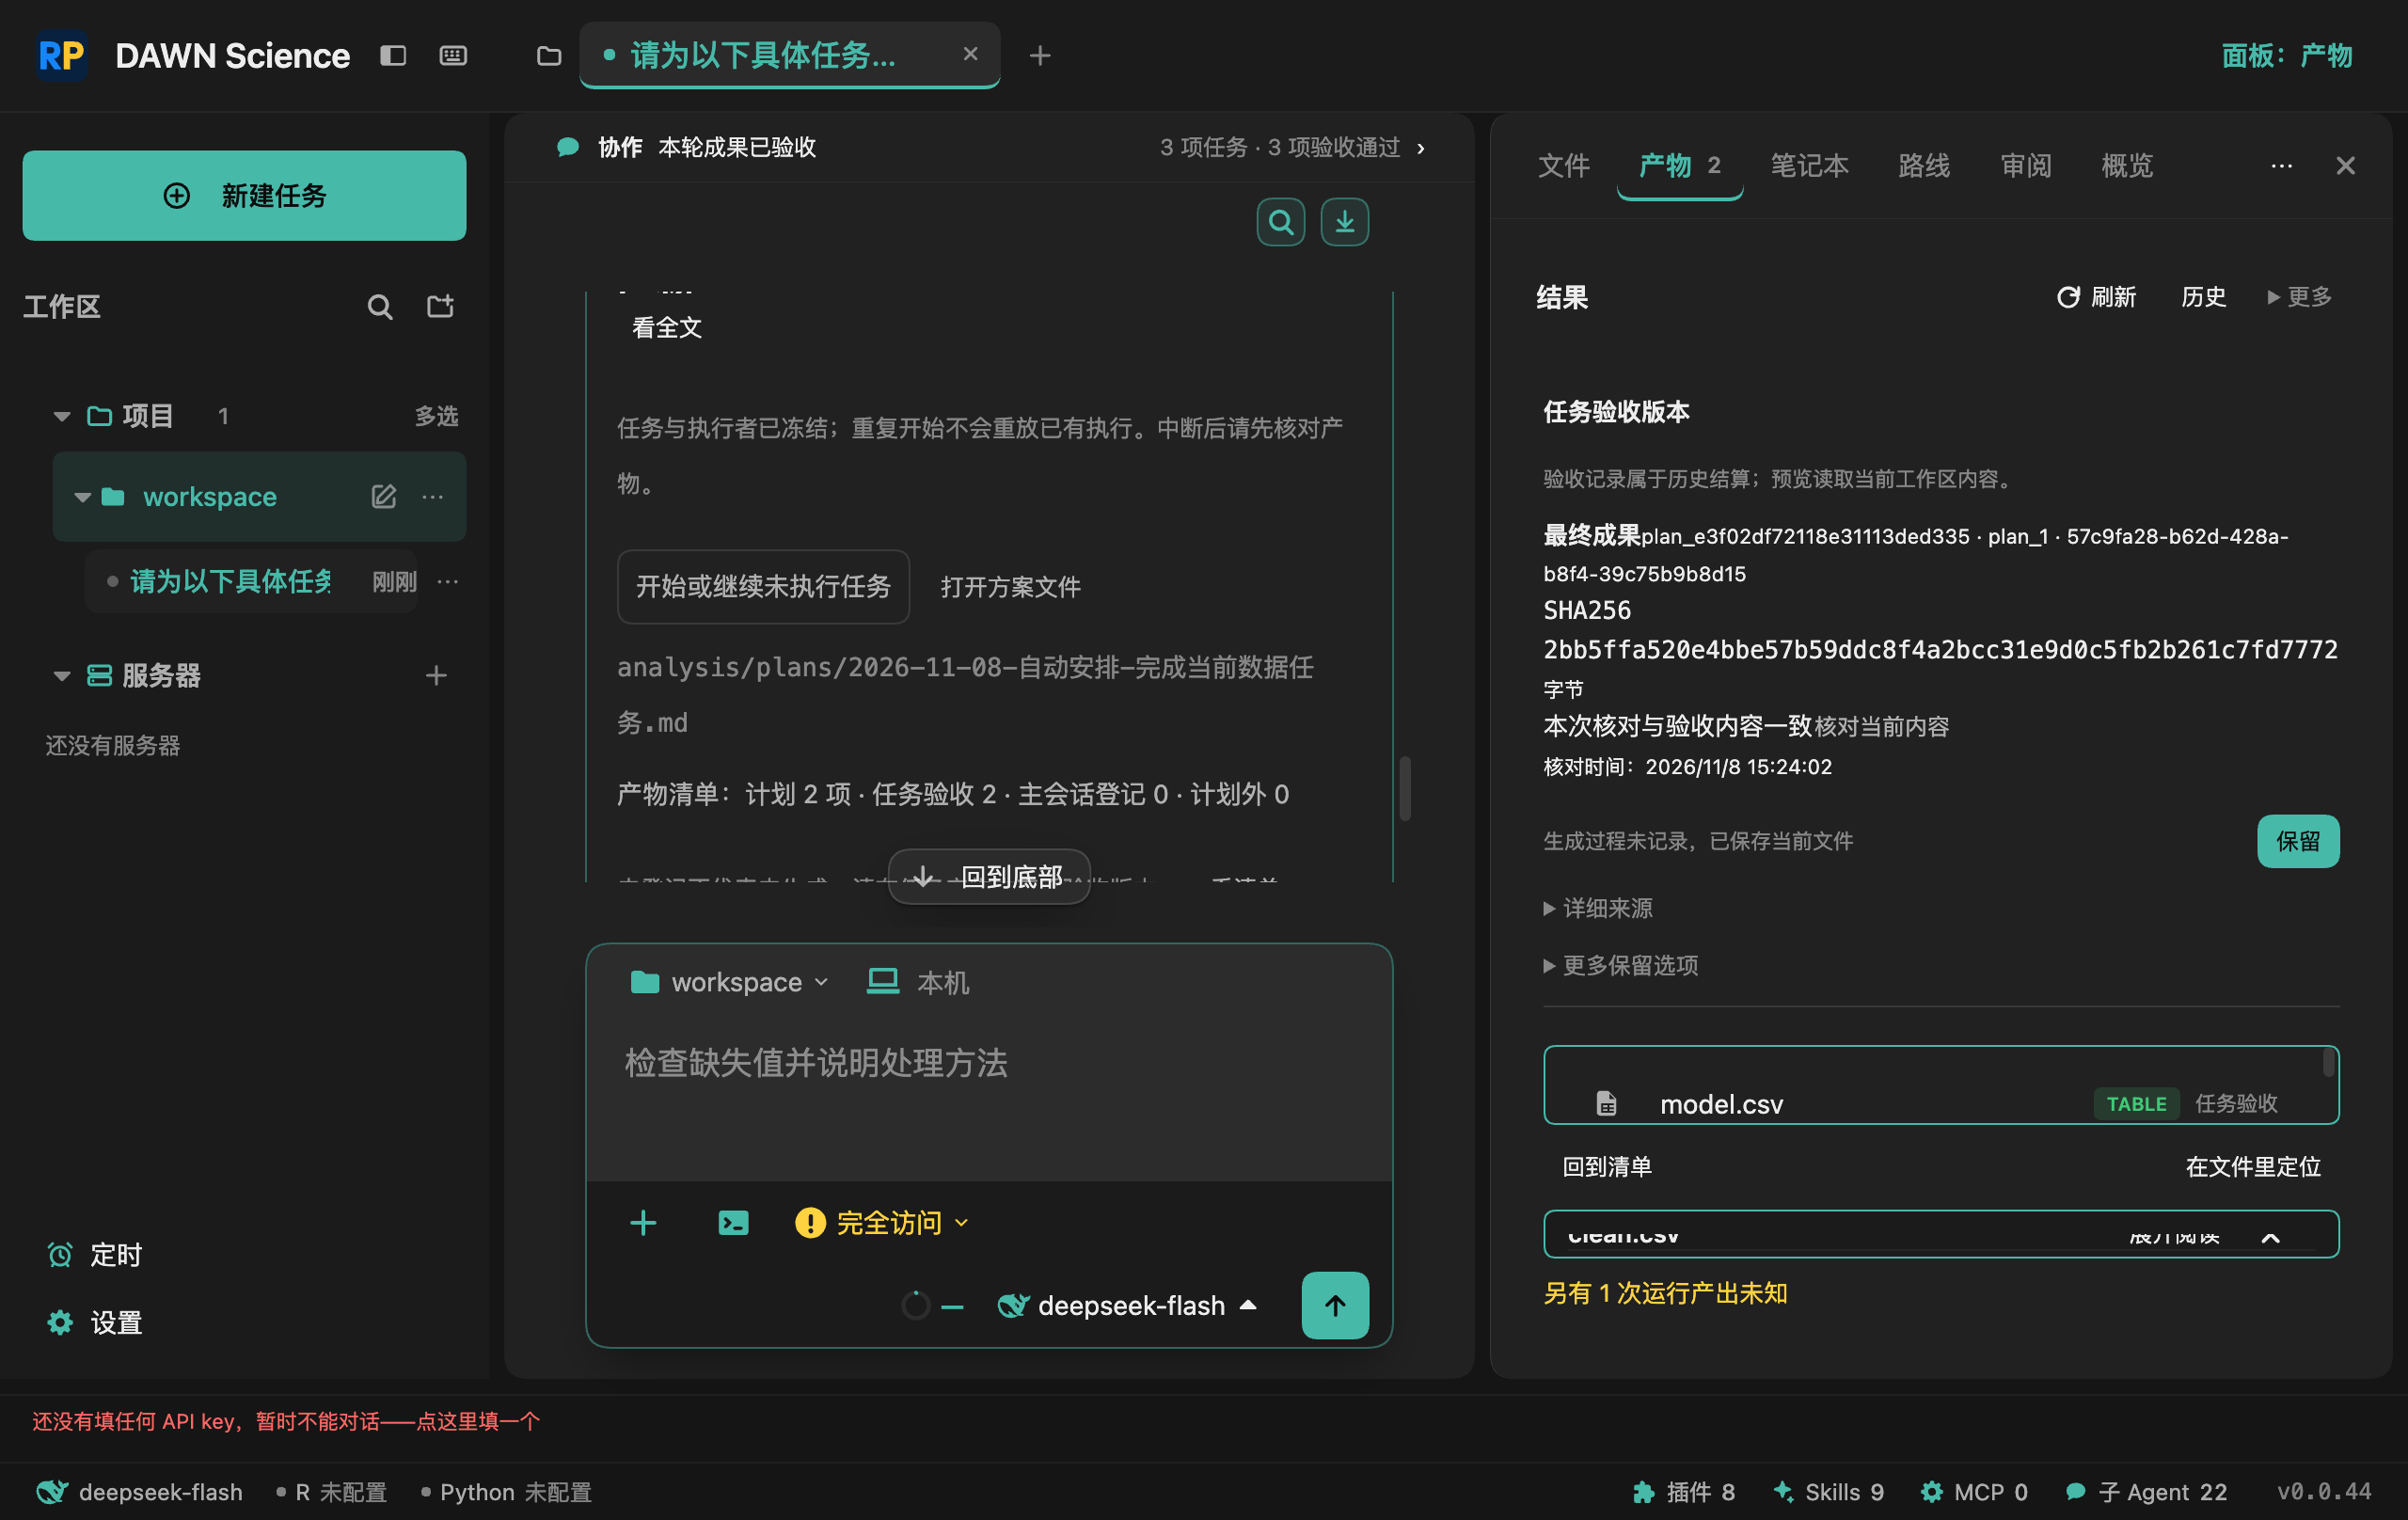 RP DAWN Science
请为以下具体任务...
面板：产物
新建任务
工作区
项目 1 多选
workspace
请为以下具体任务 刚刚
服务器
还没有服务器
定时
设置
协作 本轮成果已验收 3 项任务 · 3 项验收通过
看全文
任务与执行者已冻结；重复开始不会重放已有执行。中断后请先核对产
物。
开始或继续未执行任务 打开方案文件
analysis/plans/2026-11-08-自动安排-完成当前数据任
务.md
产物清单：计划 2 项 · 任务验收 2 · 主会话登记 0 · 计划外 0
回到底部
workspace 本机
检查缺失值并说明处理方法
完全访问
deepseek-flash
文件 产物 2 笔记本 路线 审阅 概览
结果 刷新 历史 更多
任务验收版本
验收记录属于历史结算；预览读取当前工作区内容。
最终成果plan_e3f02df72118e31113ded335 · plan_1 · 57c9fa28-b62d-428a-
b8f4-39c75b9b8d15
SHA256
2bb5ffa520e4bbe57b59ddc8f4a2bcc31e9d0c5fb2b261c7fd7772
字节
本次核对与验收内容一致核对当前内容
核对时间：2026/11/8 15:24:02
生成过程未记录，已保存当前文件 保留
详细来源
更多保留选项
model.csv TABLE 任务验收
回到清单 在文件里定位
clean.csv 展开阅读
另有 1 次运行产出未知
还没有填任何 API key，暂时不能对话——点这里填一个
deepseek-flash R 未配置 Python 未配置
插件 8 Skills 9 MCP 0 子 Agent 22 v0.0.44